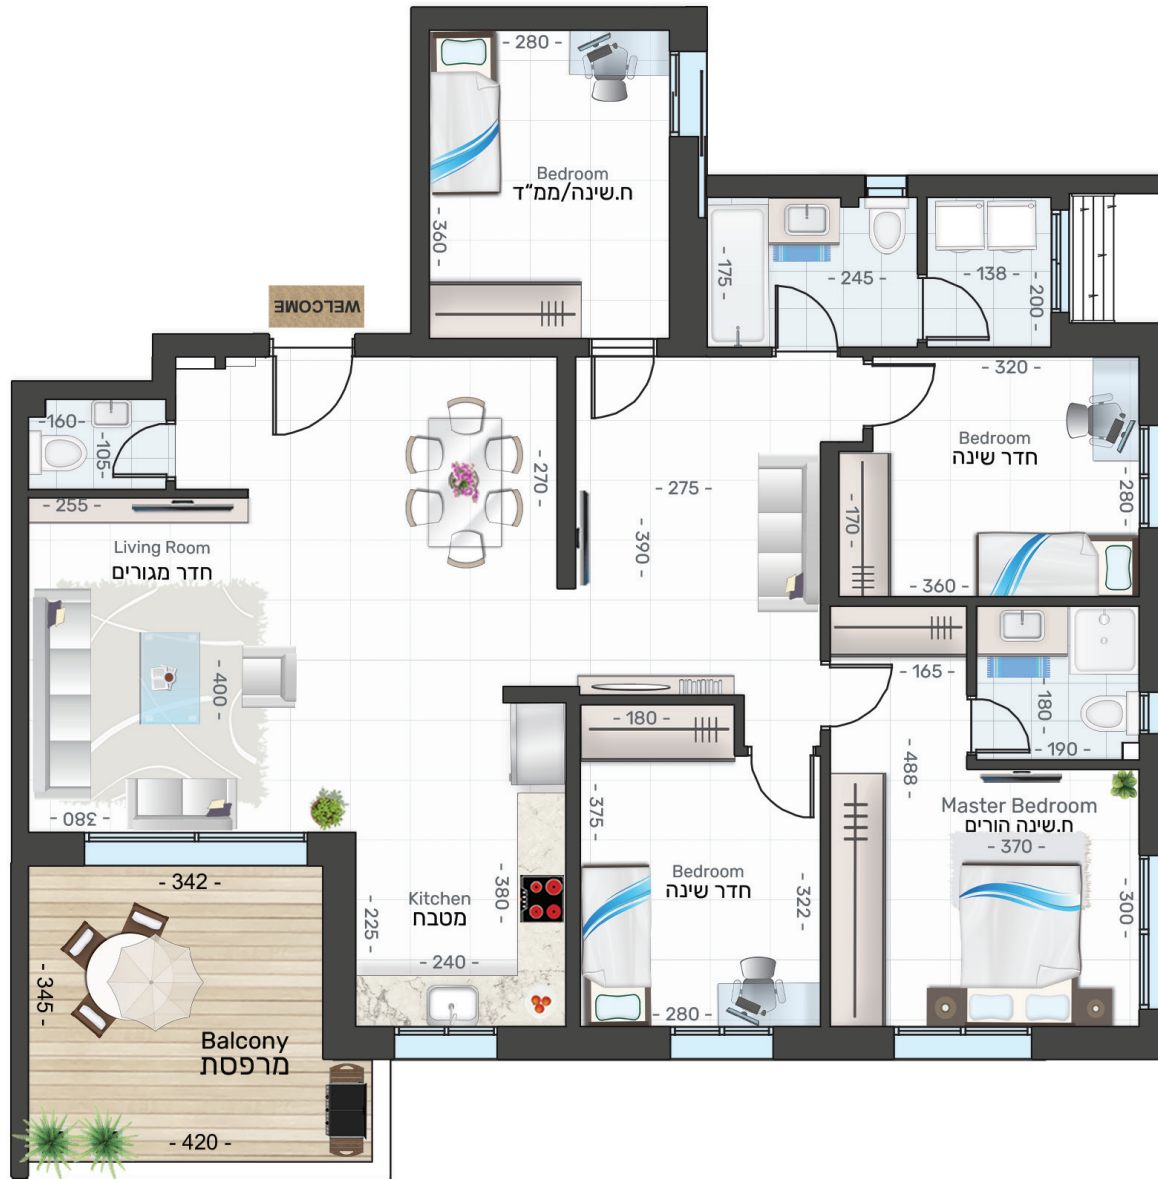 - 280 -
Bedroom
ח.שינה/ממ״ד
- 360 -
WELCOME
- 175 -
- 245 -
- 138 -
- 200 -
- 320 -
Bedroom
חדר שינה
- 280 -
- 170 -
- 360 -
-160-
-105-
- 255 -
Living Room
חדר מגורים
- 400 -
- 380 -
- 270 -
- 275 -
- 390 -
- 165 -
- 180 -
- 190 -
- 488 -
Master Bedroom
ח.שינה הורים
- 370 -
- 300 -
- 180 -
- 375 -
Bedroom
חדר שינה
- 322 -
- 280 -
Kitchen
מטבח
- 380 -
- 225 -
- 240 -
- 342 -
- 345 -
Balcony
מרפסת
- 420 -